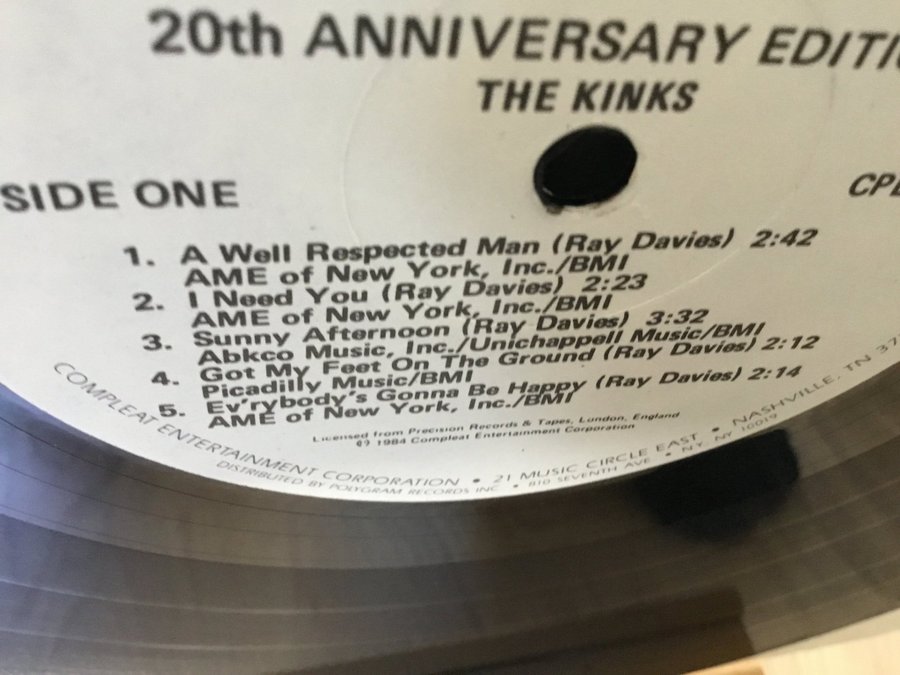 20th ANNIVERSARY EDITIO
THE KINKS
SIDE ONE
CPL
1. A Well Respected Man (Ray Davies) 2:42
AME of New York, Inc./BMI
2. I Need You (Ray Davies) 2:23
AME of New York, Inc./BMI
3. Sunny Afternoon (Ray Davies) 3:32
Abkco Music, Inc./Unichappell Music/BMI
4. Got My Feet On The Ground (Ray Davies) 2:12
Picadilly Music/BMI
5. Ev'rybody's Gonna Be Happy (Ray Davies) 2:14
AME of New York, Inc./BMI
Licensed from Precision Records & Tapes, London, England
℗© 1984 Compleat Entertainment Corporation
COMPLEAT ENTERTAINMENT CORPORATION • 21 MUSIC CIRCLE EAST • NASHVILLE, TN 37
DISTRIBUTED BY POLYGRAM RECORDS INC • 810 SEVENTH AVE • NY, NY 10019